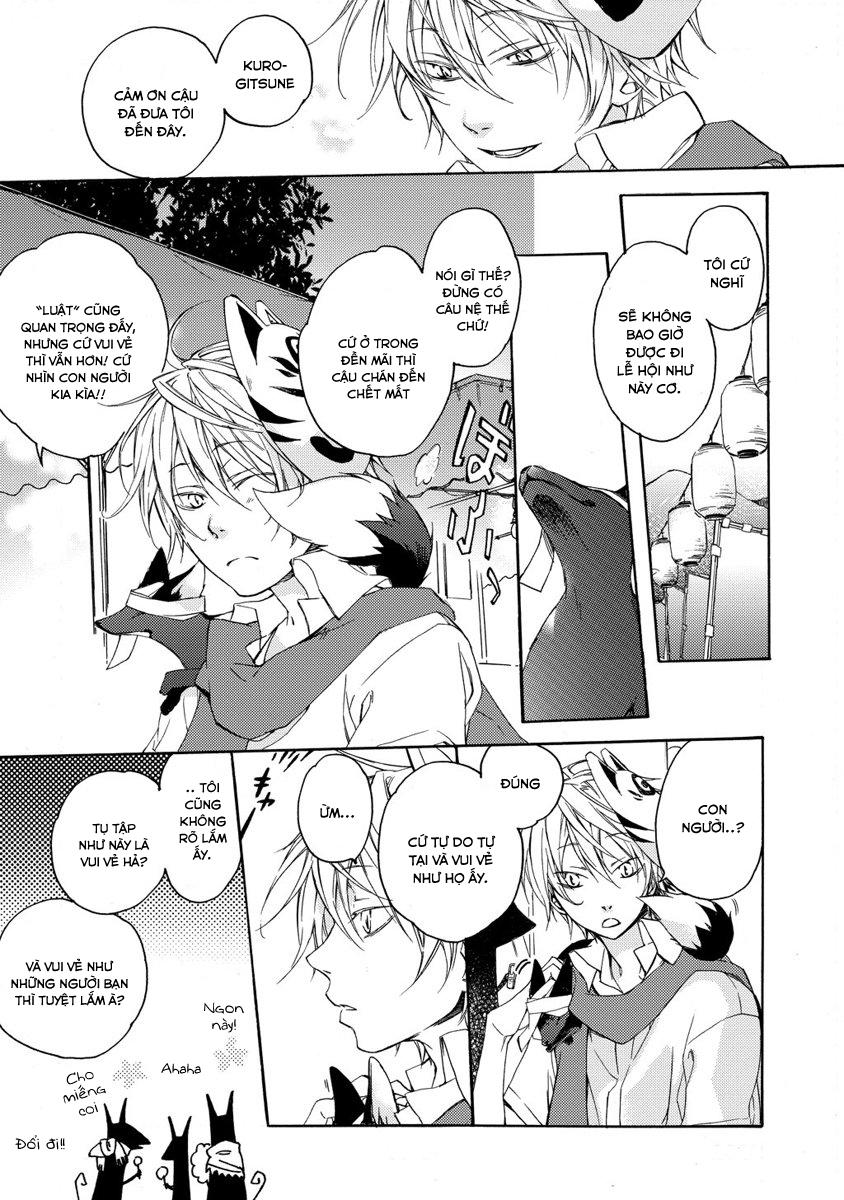 KURO-
GITSUNE
CẢM ƠN CẬU
ĐÃ ĐƯA TÔI
ĐẾN ĐÂY.
TÔI CỨ
NGHĨ
SẼ KHÔNG
BAO GIỜ
ĐƯỢC ĐI
LỄ HỘI NHƯ
NÀY CƠ.
NÓI GÌ THẾ?
ĐỪNG CÓ
CÂU NỆ THẾ
CHỨ!
CỨ Ở TRONG
ĐỀN MÃI THÌ
CẬU CHÁN ĐẾN
CHẾT MẤT
"LUẬT" CŨNG
QUAN TRỌNG ĐẤY,
NHƯNG CỨ VUI VẺ
THÌ VẪN HƠN! CỨ
NHÌN CON NGƯỜI
KIA KÌA!!
ぼふん
CON
NGƯỜI..?
ĐÚNG
CỨ TỰ DO TỰ
TẠI VÀ VUI VẺ
NHƯ HỌ ẤY.
ỪM...
.. TÔI
CŨNG
KHÔNG
RÕ LẮM
ẤY.
TỤ TẬP
NHƯ NÀY LÀ
VUI VẺ HẢ?
VÀ VUI VẺ NHƯ
NHỮNG NGƯỜI BẠN
THÌ TUYỆT LẮM À?
Ngon
này!
Ahaha
Cho
miếng
coi
Đổi đi!!